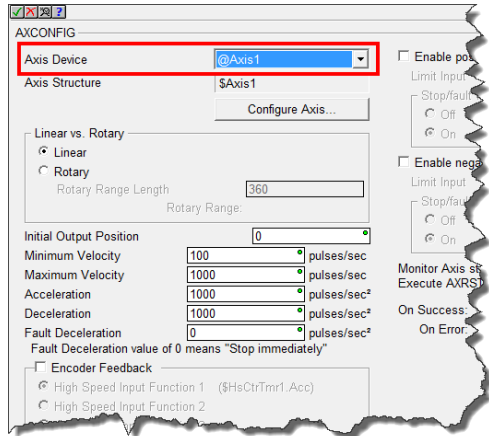 AXCONFIG
Axis Device @Axis1
Axis Structure $Axis1
Configure Axis...
Linear vs. Rotary
Linear
Rotary
Rotary Range Length 360
Rotary Range:
Initial Output Position 0
Minimum Velocity 100 pulses/sec
Maximum Velocity 1000 pulses/sec
Acceleration 1000 pulses/sec²
Deceleration 1000 pulses/sec²
Fault Deceleration 0 pulses/sec²
Fault Deceleration value of 0 means "Stop immediately"
Encoder Feedback
High Speed Input Function 1 ($HsCtrTmr1.Acc)
High Speed Input Function 2
Enable pos
Limit Input
Stop/fault
Off
On
Enable nega
Limit Input
Stop/fau
Off
On
Monitor Axis st
Execute AXRST
On Success:
On Error: